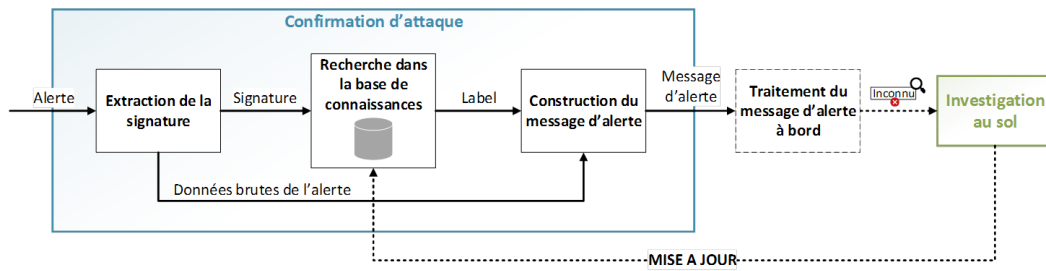 Confirmation d'attaque
Alerte
Extraction de la
signature
Signature
Recherche dans
la base de
connaissances
Label
Construction du
message d'alerte
Message
d'alerte
Traitement du
message d'alerte
à bord
Inconnu
Investigation
au sol
Données brutes de l'alerte
MISE A JOUR